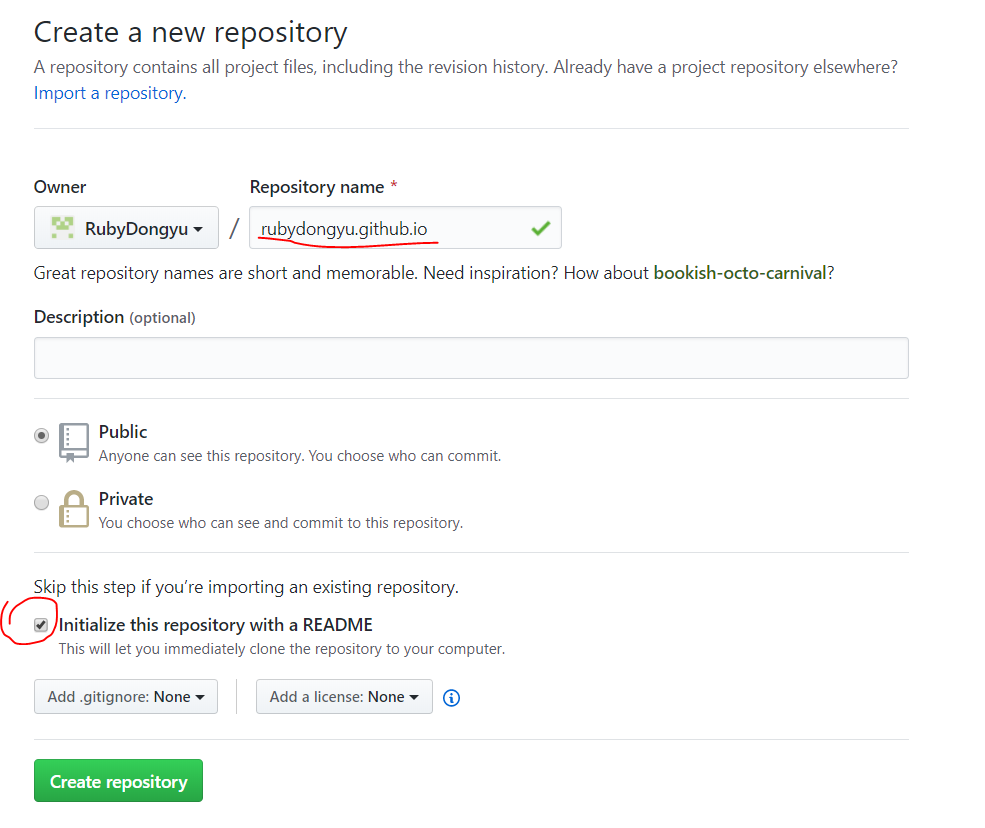 Create a new repository
A repository contains all project files, including the revision history. Already have a project repository elsewhere?
Import a repository.
Owner
Repository name *
RubyDongyu / rubydongyu.github.io
Great repository names are short and memorable. Need inspiration? How about bookish-octo-carnival?
Description (optional)
Public
Anyone can see this repository. You choose who can commit.
Private
You choose who can see and commit to this repository.
Skip this step if you’re importing an existing repository.
Initialize this repository with a README
This will let you immediately clone the repository to your computer.
Add .gitignore: None
Add a license: None
Create repository